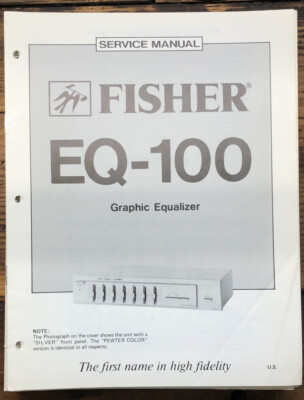 SERVICE MANUAL
FISHER®
EQ-100
Graphic Equalizer
NOTE:
The Photograph on the cover shows the unit with a
"SILVER" front panel. The "PEWTER COLOR"
version is identical in all respects.
The first name in high fidelity
U.S.